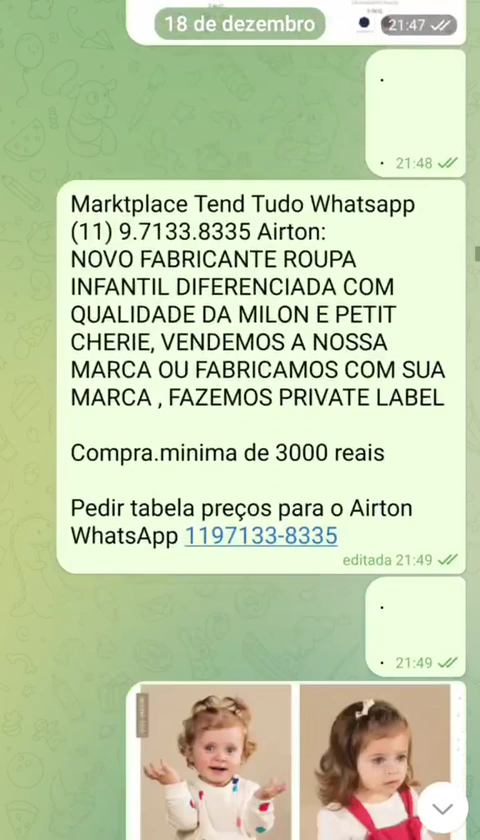 18 de dezembro
21:47
.
. 21:48
Marktplace Tend Tudo Whatsapp
(11) 9.7133.8335 Airton:
NOVO FABRICANTE ROUPA
INFANTIL DIFERENCIADA COM
QUALIDADE DA MILON E PETIT
CHERIE, VENDEMOS A NOSSA
MARCA OU FABRICAMOS COM SUA
MARCA , FAZEMOS PRIVATE LABEL
Compra.minima de 3000 reais
Pedir tabela preços para o Airton
WhatsApp 1197133-8335
editada 21:49
.
. 21:49